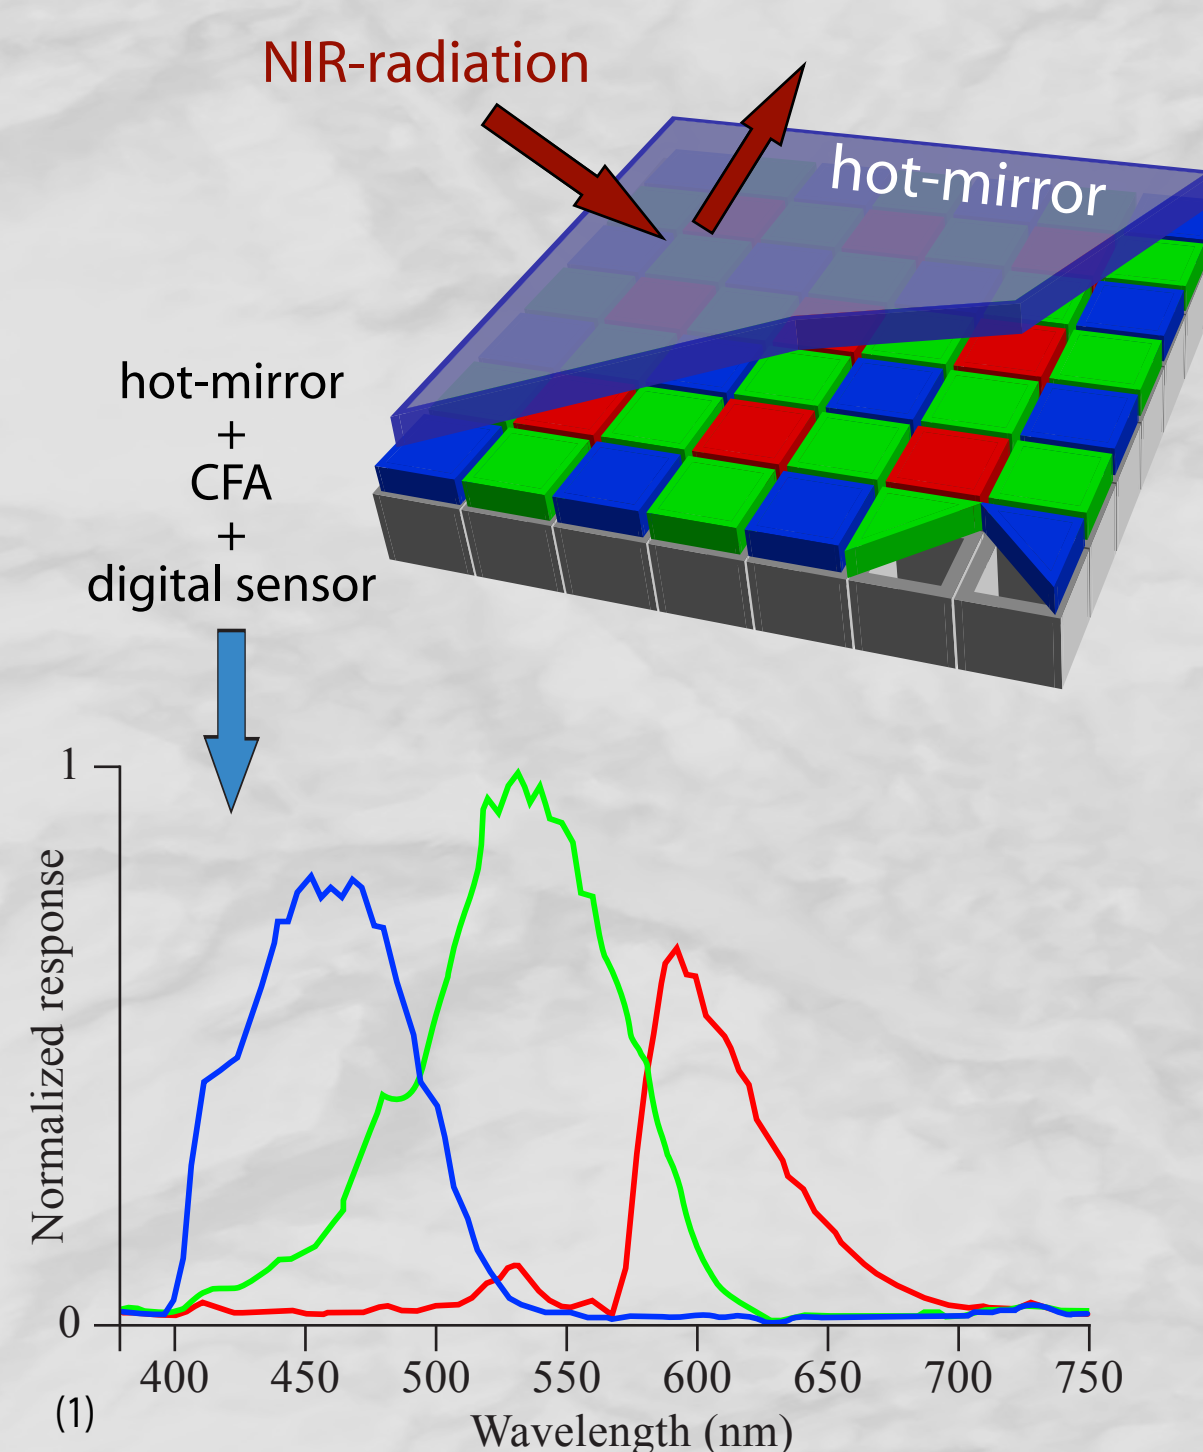 NIR-radiation
hot-mirror
hot-mirror
+
CFA
+
digital sensor
1
Normalized response
0
400 450 500 550 600 650 700 750
(1)
Wavelength (nm)